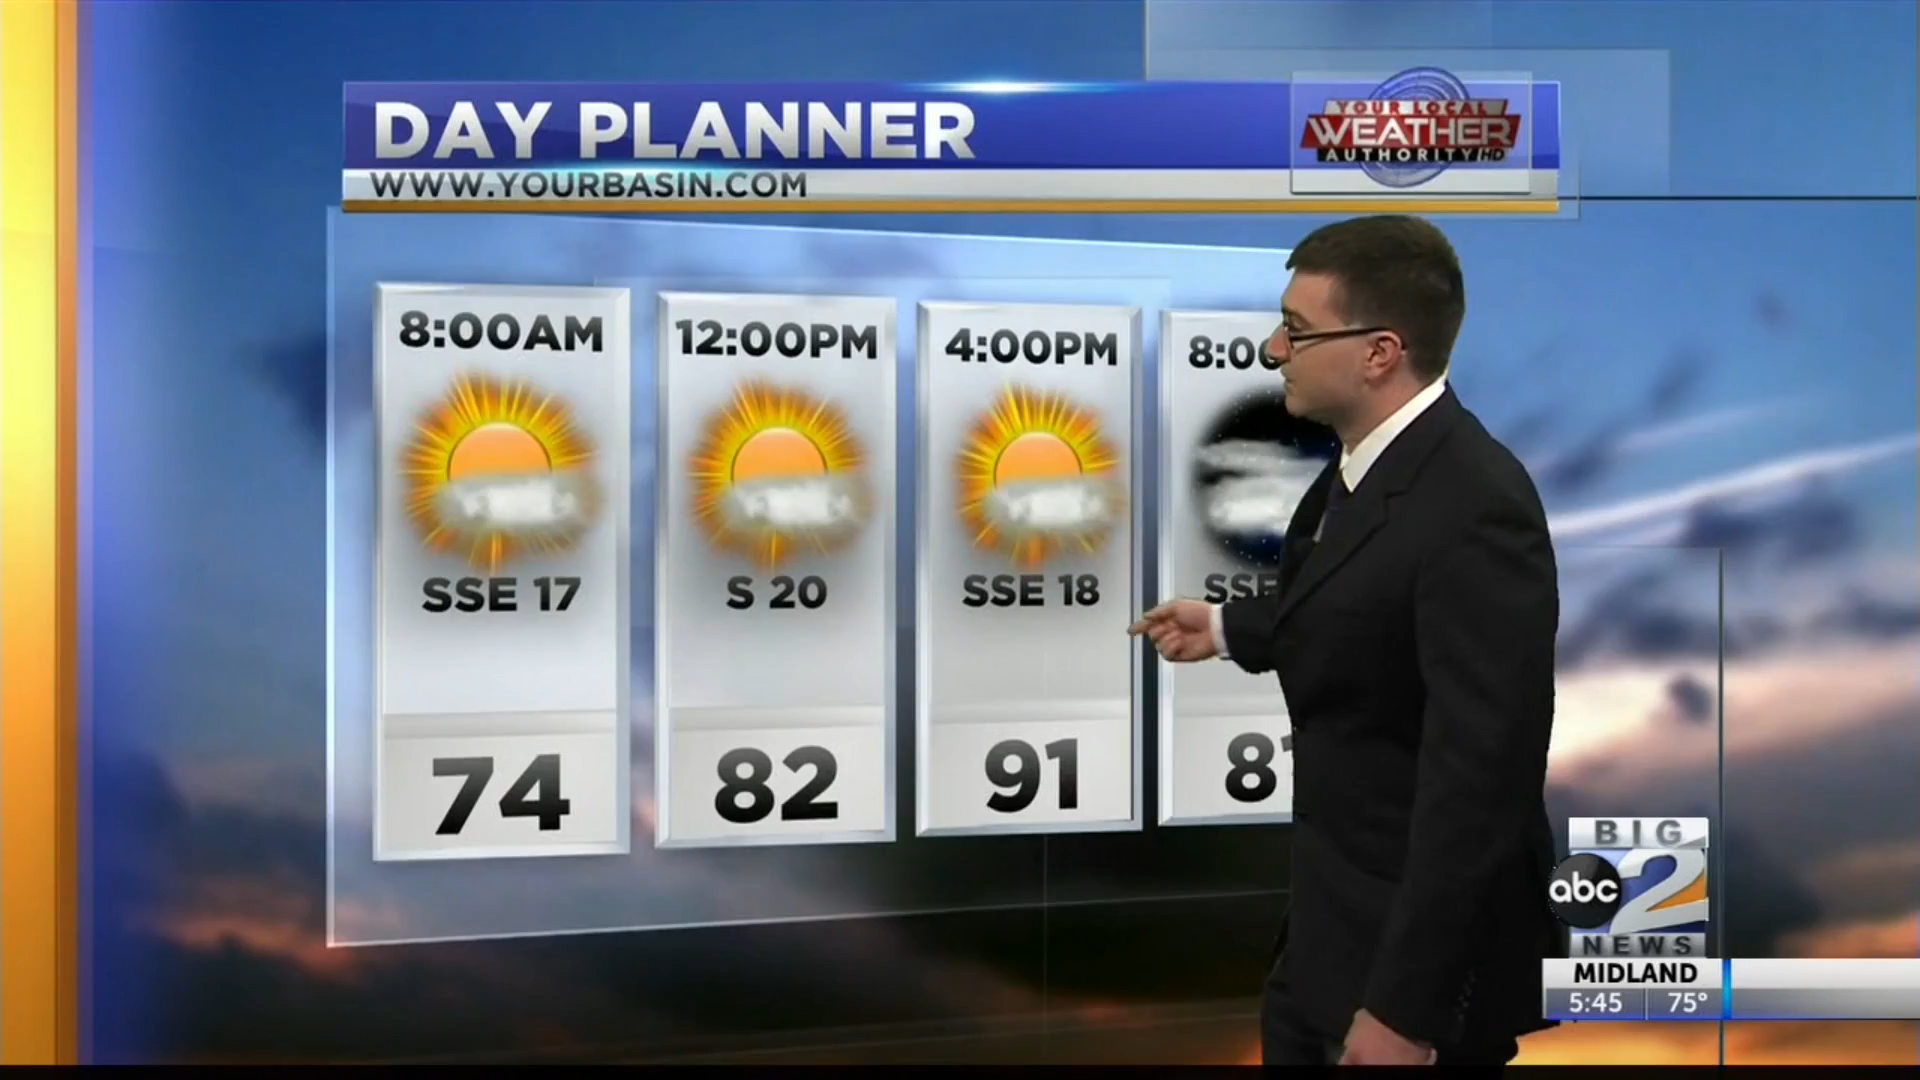 DAY PLANNER
WWW.YOURBASIN.COM
YOUR LOCAL
WEATHER
AUTHORITY HD
8:00AM
12:00PM
4:00PM
SSE 17
S 20
SSE 18
SSE
74
82
91
BIG
abc 2
NEWS
MIDLAND
5:45 75°